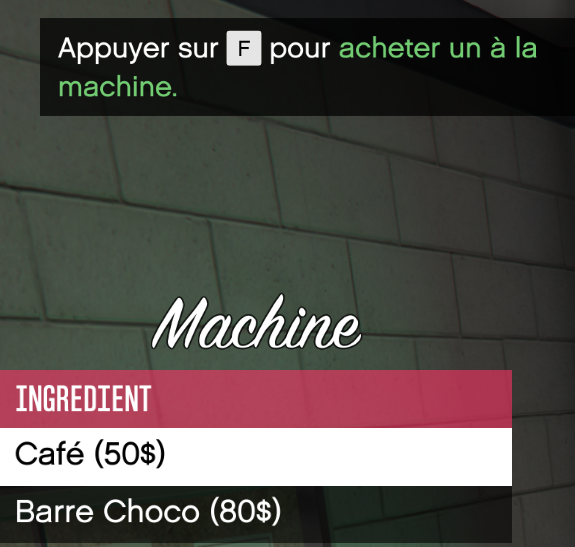 Appuyer sur F pour acheter un à la
machine.
Machine
INGREDIENT
Café (50$)
Barre Choco (80$)